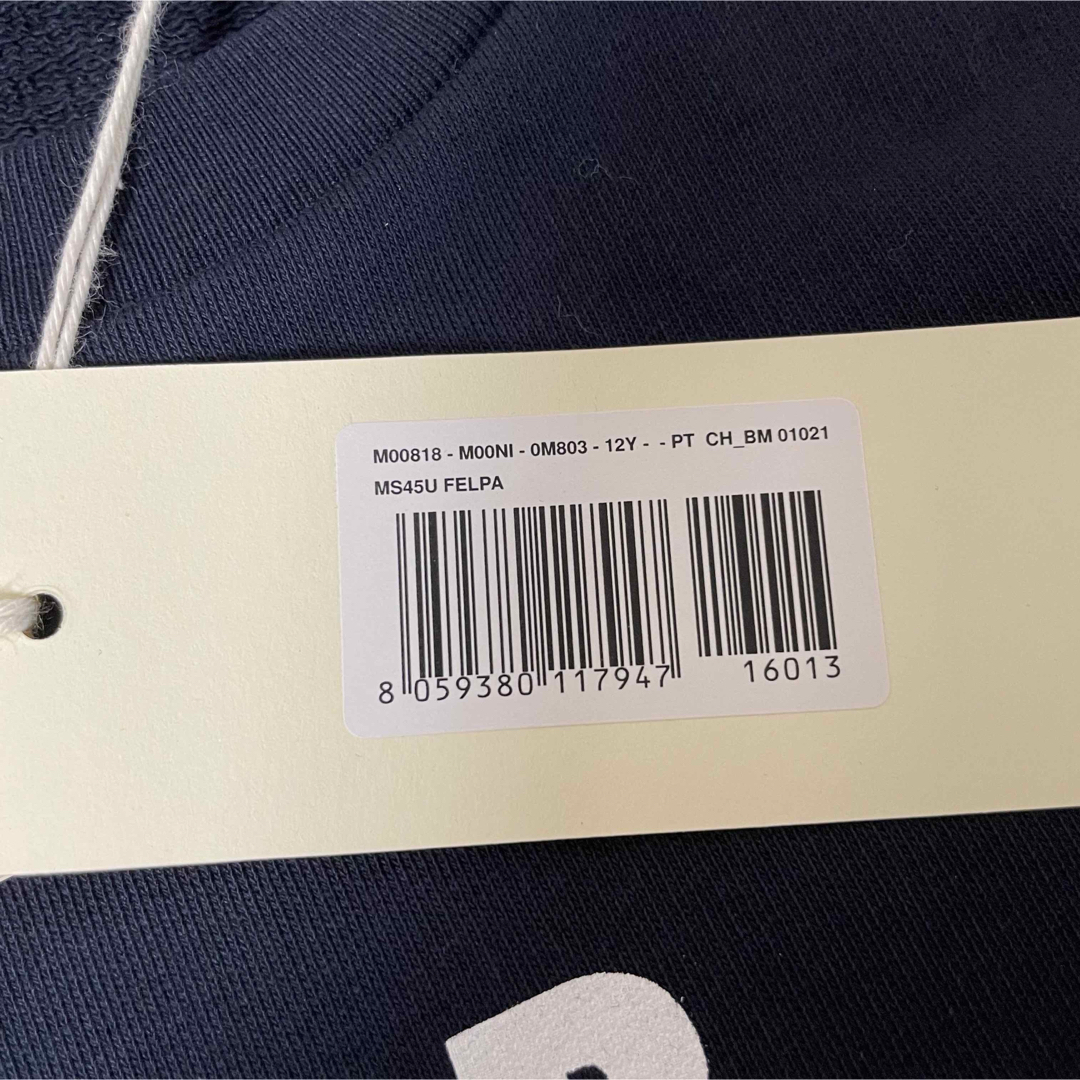 M00818 - M00NI - 0M803 - 12Y -  - PT  CH_BM 01021
MS45U FELPA
8 059380 117947 16013